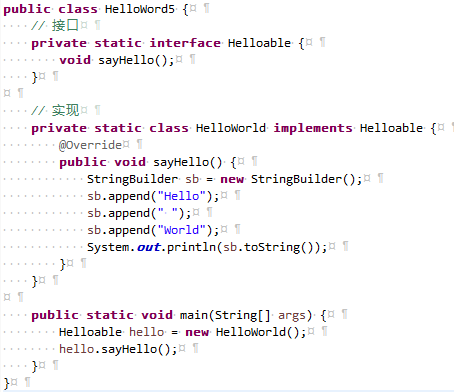 public class HelloWord5 {
    // 接口
    private static interface Helloable {
        void sayHello();
    }

    // 实现
    private static class HelloWorld implements Helloable {
        @Override
        public void sayHello() {
            StringBuilder sb = new StringBuilder();
            sb.append("Hello");
            sb.append(" ");
            sb.append("World");
            System.out.println(sb.toString());
        }
    }

    public static void main(String[] args) {
        Helloable hello = new HelloWorld();
        hello.sayHello();
    }
}